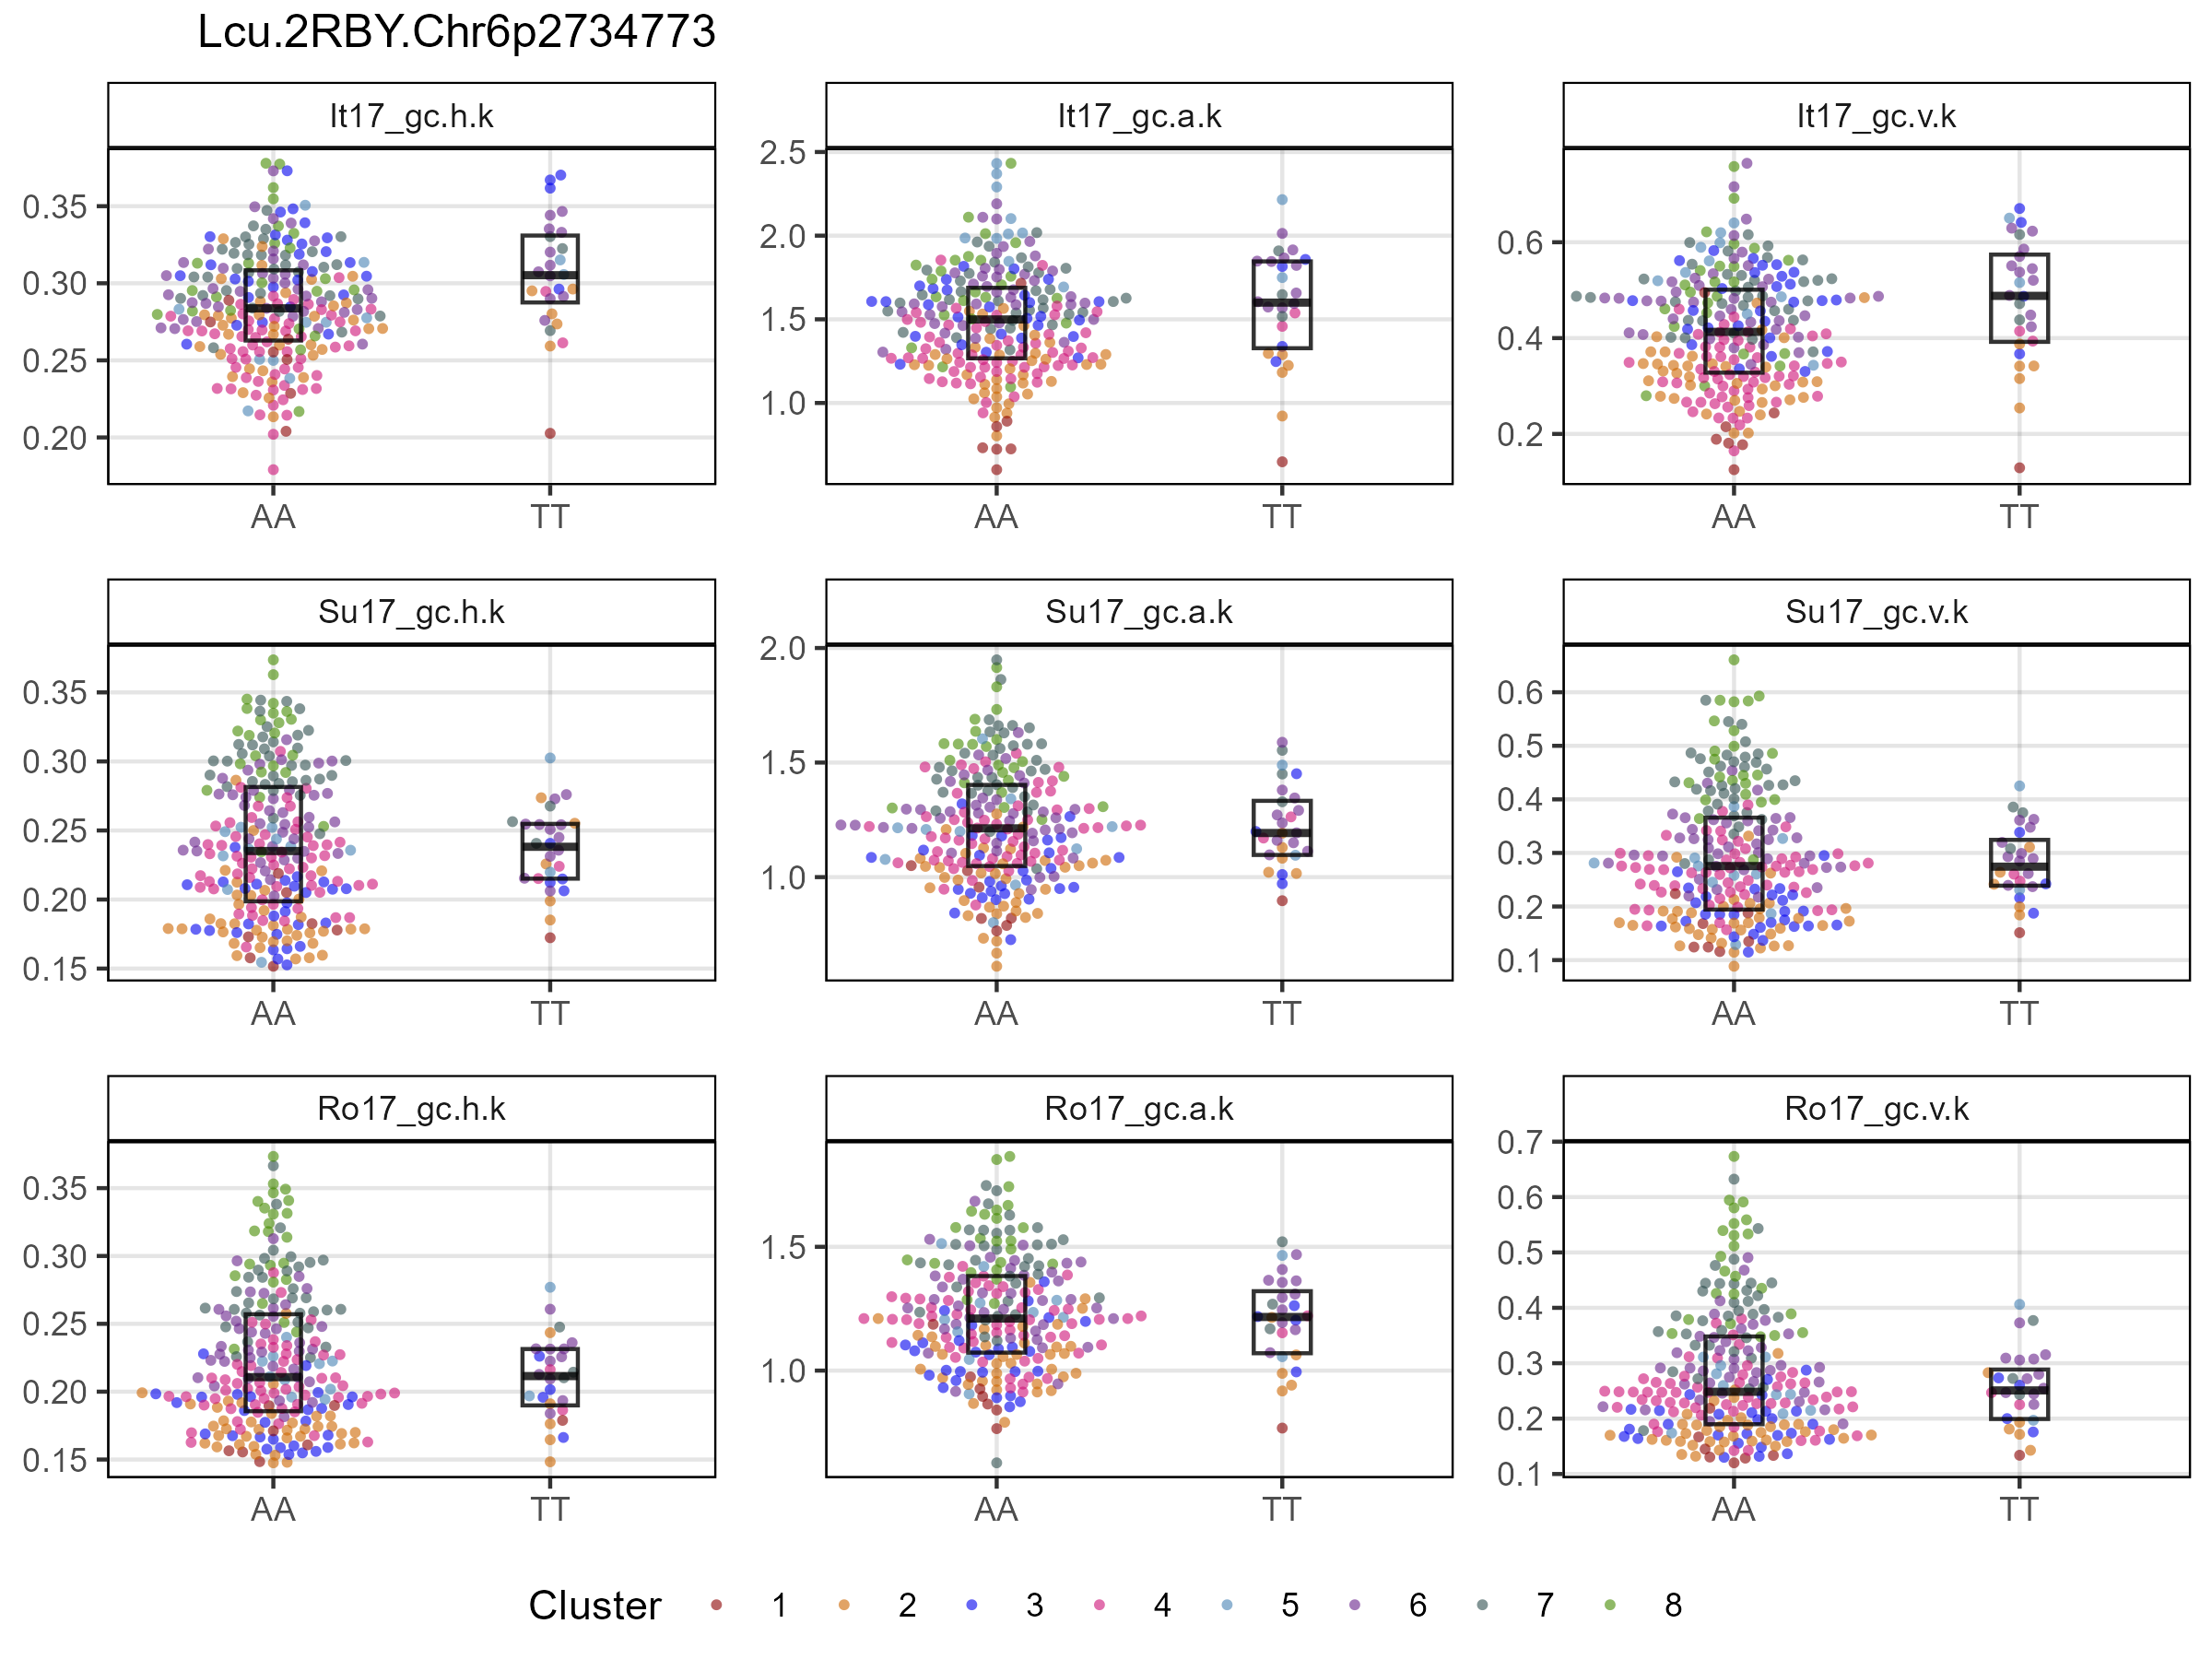 Lcu.2RBY.Chr6p2734773
It17_gc.h.k
It17_gc.a.k
It17_gc.v.k
0.35
0.30
0.25
0.20
AA
TT
2.5
2.0
1.5
1.0
AA
TT
0.6
0.4
0.2
AA
TT
Su17_gc.h.k
Su17_gc.a.k
Su17_gc.v.k
0.35
0.30
0.25
0.20
0.15
AA
TT
2.0
1.5
1.0
AA
TT
0.6
0.5
0.4
0.3
0.2
0.1
AA
TT
Ro17_gc.h.k
Ro17_gc.a.k
Ro17_gc.v.k
0.35
0.30
0.25
0.20
0.15
AA
TT
1.5
1.0
AA
TT
0.7
0.6
0.5
0.4
0.3
0.2
0.1
AA
TT
Cluster 1 2 3 4 5 6 7 8